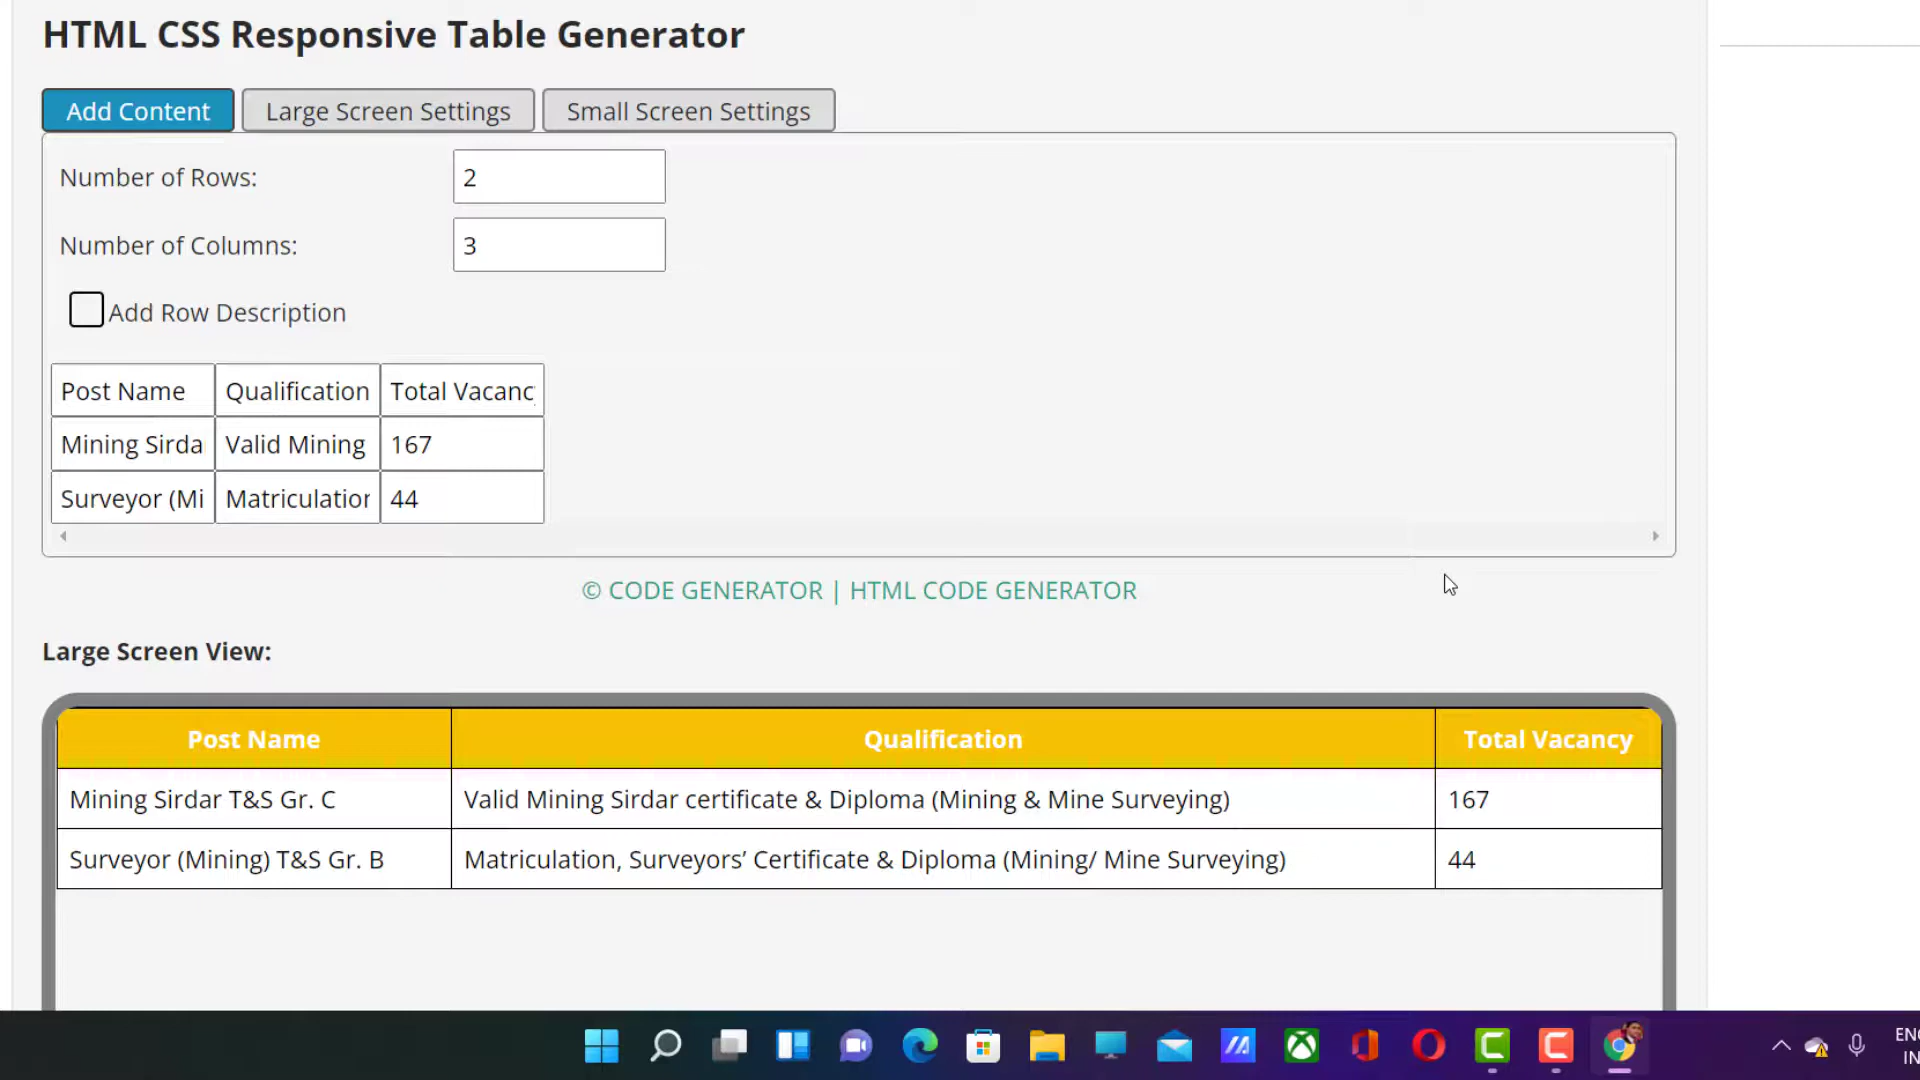 HTML CSS Responsive Table Generator
Add Content Large Screen Settings Small Screen Settings
Number of Rows: 2
Number of Columns: 3
Add Row Description
Post Name Qualification Total Vacanc
Mining Sirda Valid Mining 167
Surveyor (Mi Matriculation 44
© CODE GENERATOR | HTML CODE GENERATOR
Large Screen View:
Post Name Qualification Total Vacancy
Mining Sirdar T&S Gr. C Valid Mining Sirdar certificate & Diploma (Mining & Mine Surveying) 167
Surveyor (Mining) T&S Gr. B Matriculation, Surveyors’ Certificate & Diploma (Mining/ Mine Surveying) 44
ENG
IN